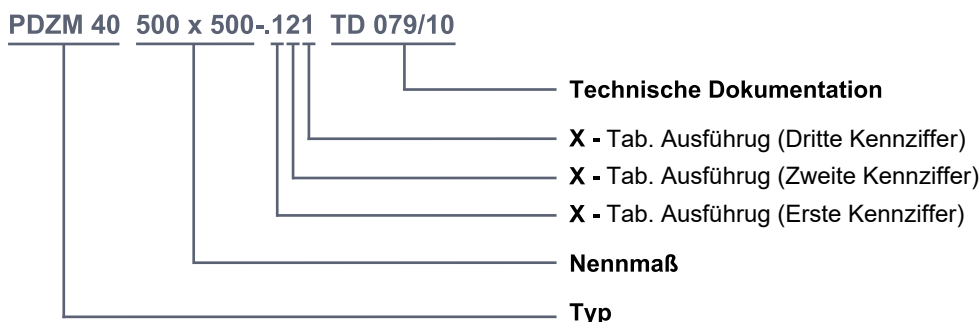 PDZM 40 500 x 500-.121 TD 079/10
Technische Dokumentation
X - Tab. Ausführug (Dritte Kennziffer)
X - Tab. Ausführug (Zweite Kennziffer)
X - Tab. Ausführug (Erste Kennziffer)
Nennmaß
Typ